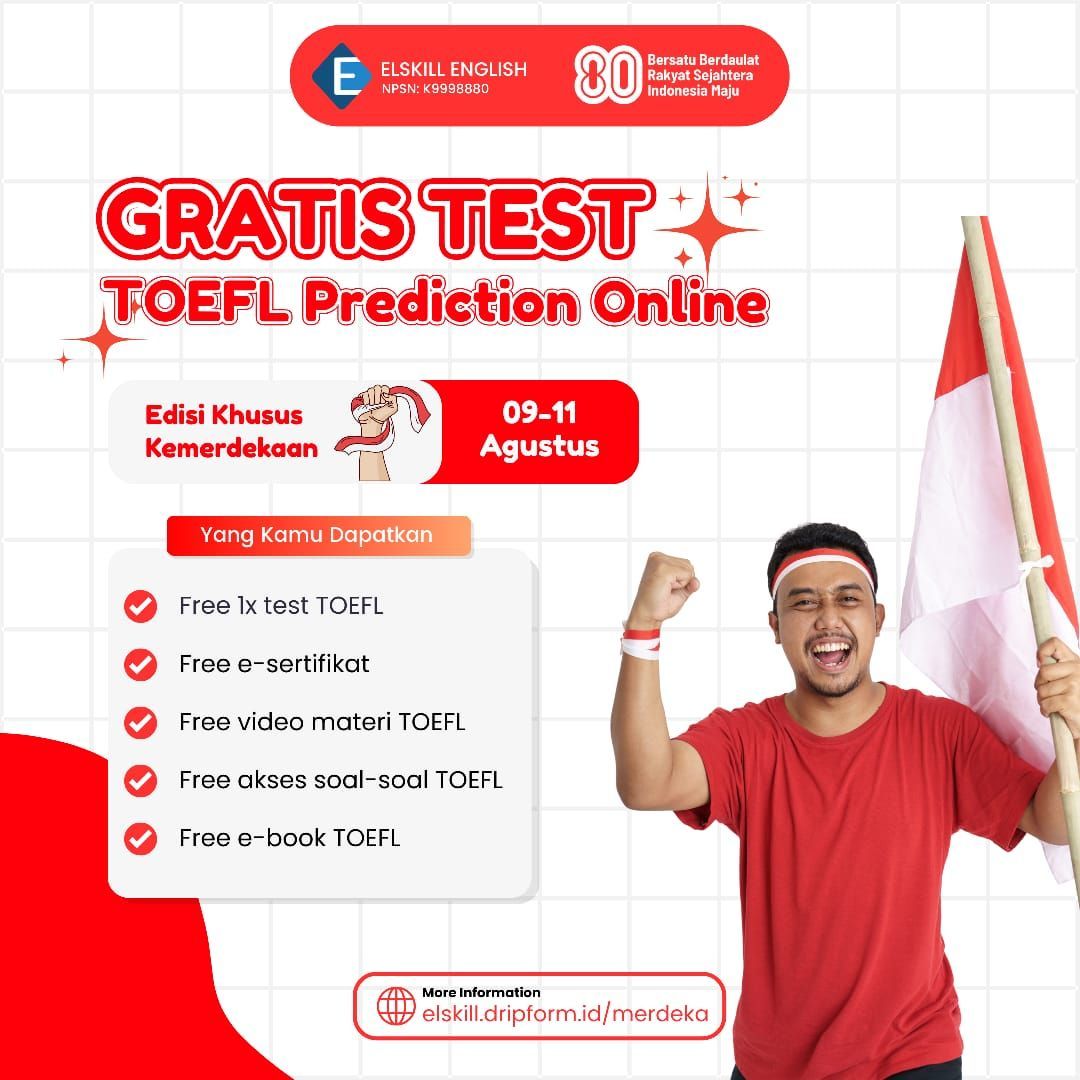 E ELSKILL ENGLISH
NPSN: K9998880
80 Bersatu Berdaulat
Rakyat Sejahtera
Indonesia Maju
GRATIS TEST
TOEFL Prediction Online
Edisi Khusus
Kemerdekaan
09-11
Agustus
Yang Kamu Dapatkan
Free 1x test TOEFL
Free e-sertifikat
Free video materi TOEFL
Free akses soal-soal TOEFL
Free e-book TOEFL
More Information
elskill.dripform.id/merdeka